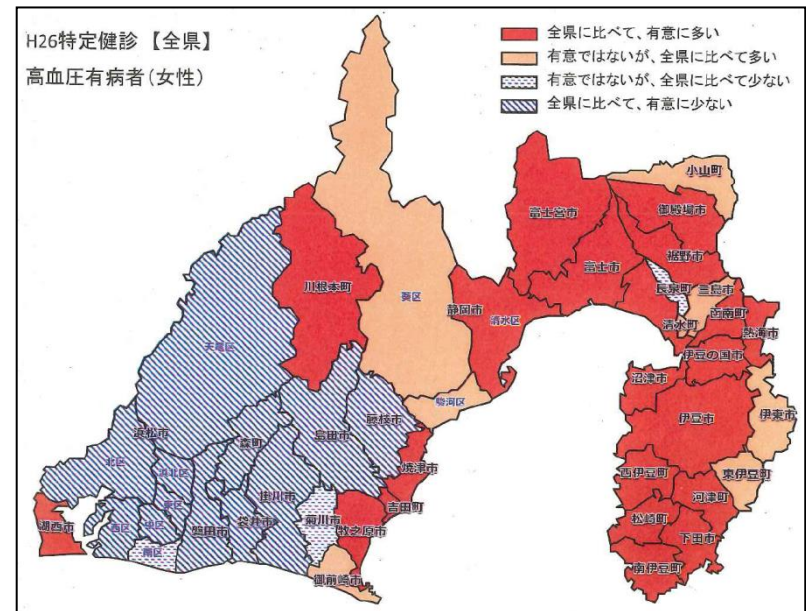 H26特定健診 【全県】
高血圧有病者(女性)
全県に比べて、有意に多い
有意ではないが、全県に比べて多い
有意ではないが、全県に比べて少ない
全県に比べて、有意に少ない
小山町
富士宮市
御殿場市
裾野市
富士市
長泉町
三島市
川根本町
葵区
静岡市
清水区
清水町
函南町
熱海市
天竜区
伊豆の国市
沼津市
駿河区
藤枝市
島田市
伊豆市
伊東市
浜松市
森町
北区
浜北区
焼津市
西伊豆町
東伊豆町
掛川市
東区
河津町
吉田町
湖西市
西区
中区
磐田市
袋井市
菊川市
牧之原市
松崎町
下田市
南区
御前崎市
南伊豆町